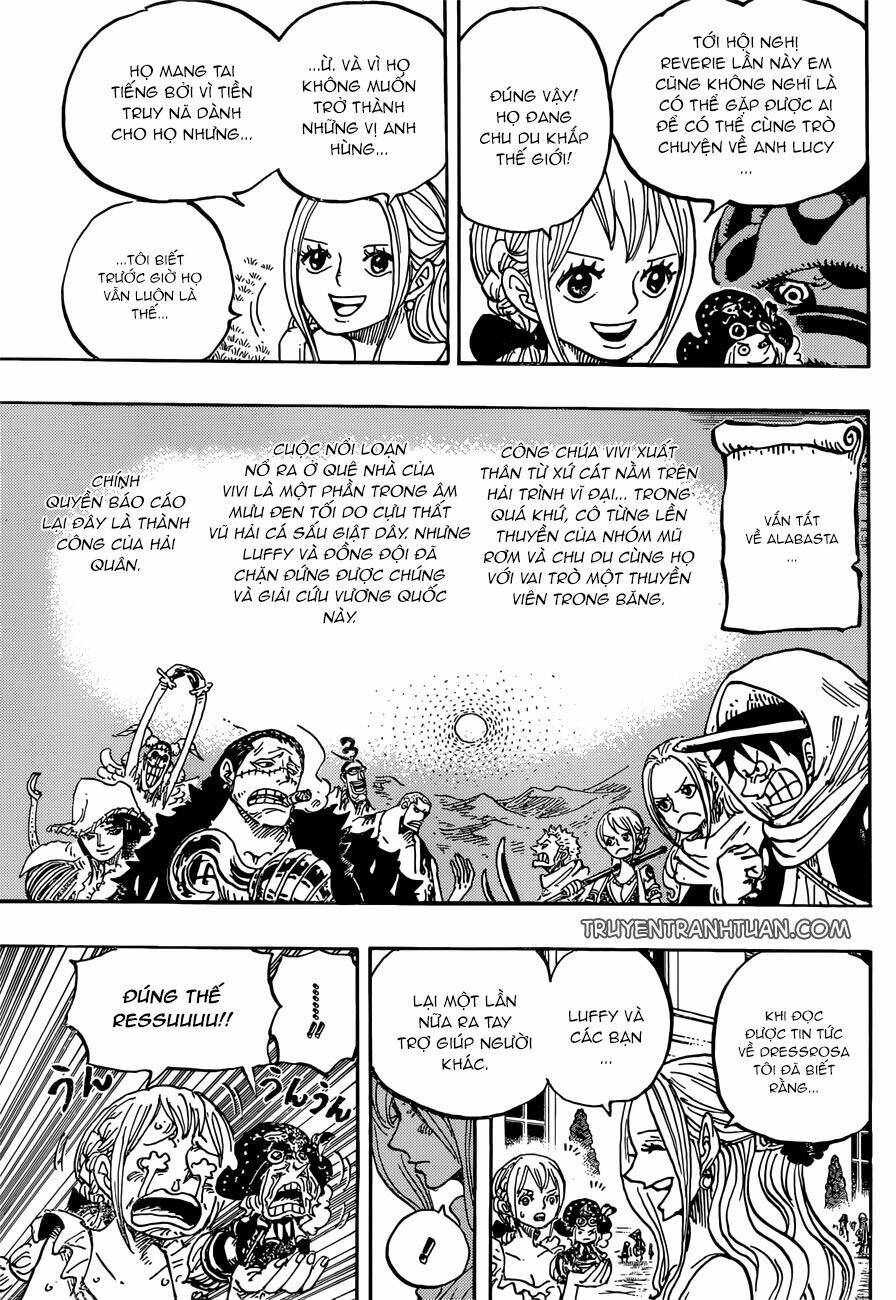 TỚI HỘI NGHỊ
REVERIE LẦN NÀY EM
CŨNG KHÔNG NGHĨ LÀ
CÓ THỂ GẶP ĐƯỢC AI
ĐỂ CÓ THỂ CÙNG TRÒ
CHUYỆN VỀ ANH LUCY
...
ĐÚNG VẬY!
HỌ ĐANG
CHU DU KHẮP
THẾ GIỚI!
...Ừ. VÀ VÌ HỌ
KHÔNG MUỐN
TRỞ THÀNH
NHỮNG VỊ ANH
HÙNG...
HỌ MANG TAI
TIẾNG BỞI VÌ TIỀN
TRUY NÃ DÀNH
CHO HỌ NHƯNG...
...TÔI BIẾT
TRƯỚC GIỜ HỌ
VẪN LUÔN LÀ
THẾ...
VẮN TẮT
VỀ ALABASTA
...
CÔNG CHÚA VIVI XUẤT
THÂN TỪ XỨ CÁT NẰM TRÊN
HẢI TRÌNH VĨ ĐẠI... TRONG
QUÁ KHỨ, CÔ TỪNG LÊN
THUYỀN CỦA NHÓM MŨ
RƠM VÀ CHU DU CÙNG HỌ
VỚI VAI TRÒ MỘT THUYỀN
VIÊN TRONG BĂNG.
CUỘC NỔI LOẠN
NỔ RA Ở QUÊ NHÀ CỦA
VIVI LÀ MỘT PHẦN TRONG ÂM
MƯU ĐEN TỐI DO CỰU THẤT
VŨ HẢI CÁ SẤU GIẬT DÂY. NHƯNG
LUFFY VÀ ĐỒNG ĐỘI ĐÃ
CHẶN ĐỨNG ĐƯỢC CHÚNG
VÀ GIẢI CỨU VƯƠNG QUỐC
NÀY.
CHÍNH
QUYỀN BÁO CÁO
LẠI ĐÂY LÀ THÀNH
CÔNG CỦA HẢI
QUÂN.
3
TRUYENTRANHTUAN.COM
KHI ĐỌC
ĐƯỢC TIN TỨC
VỀ DRESSROSA
TÔI ĐÃ BIẾT
RẰNG...
LUFFY VÀ
CÁC BẠN
...
LẠI MỘT LẦN
NỮA RA TAY
TRỢ GIÚP NGƯỜI
KHÁC.
!!
......!!
ĐÚNG THẾ
RESSUUUU!!
うんうん
うん